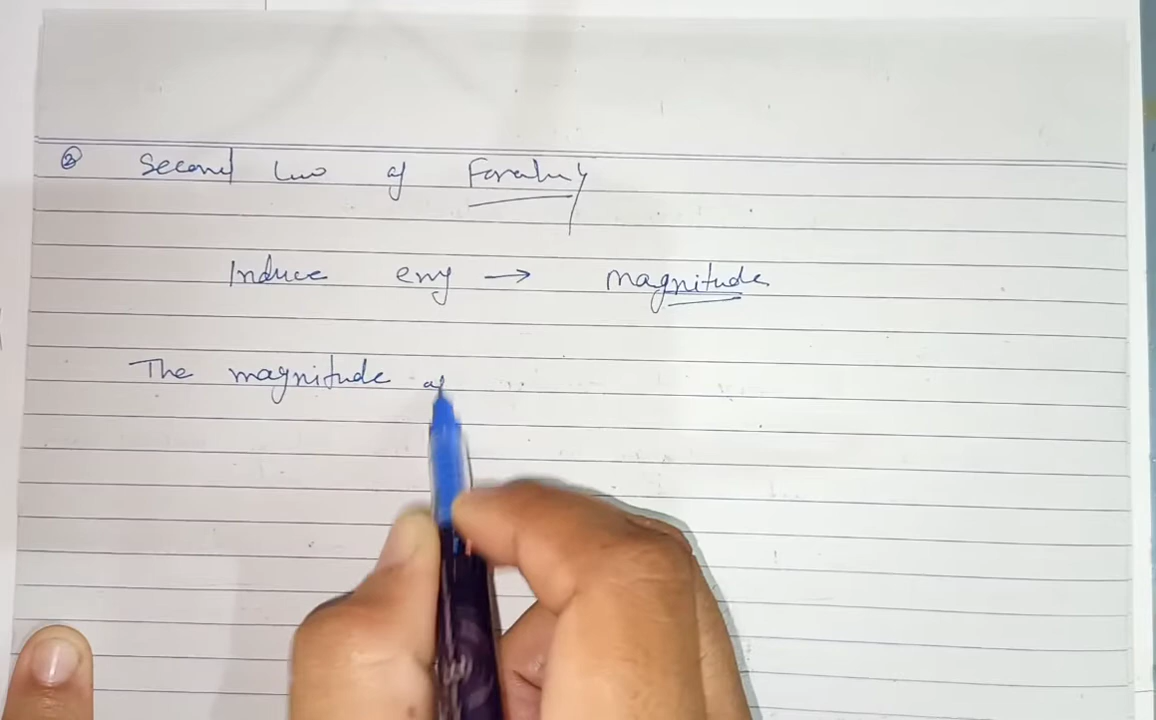 ② Second Law of Faraday
Induce emf → magnitude
The magnitude of